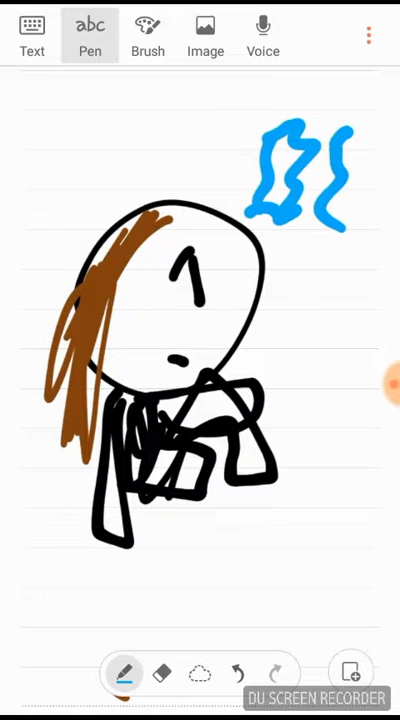 abc
Text
Pen
Brush
Image
Voice
DU SCREEN RECORDER